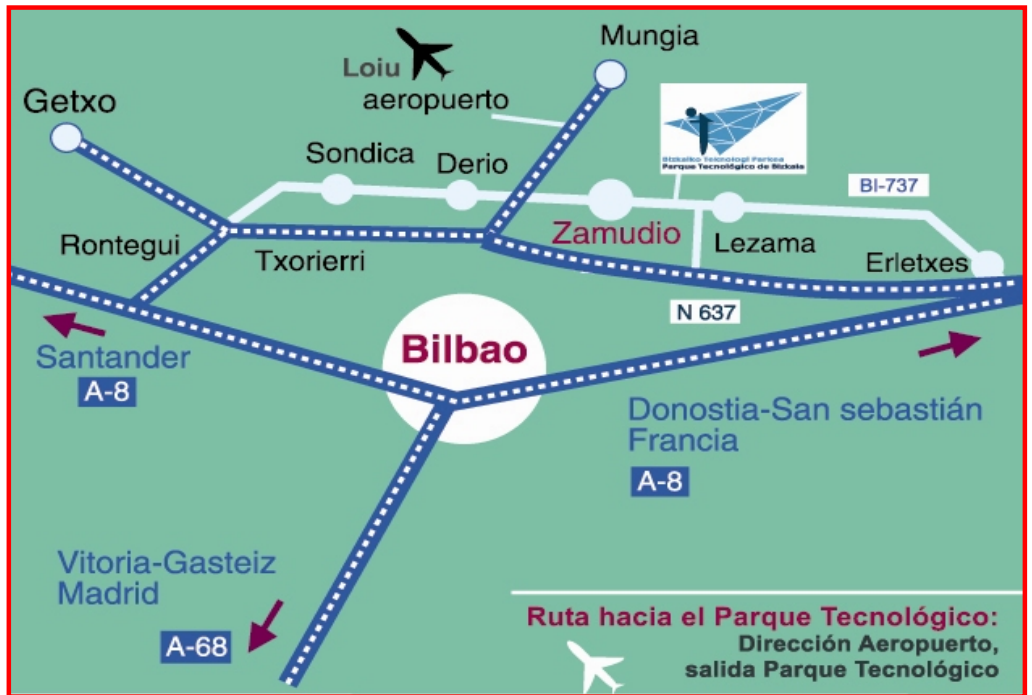 Mungia
Loiu
aeropuerto
Getxo
Sondica
Derio
Bizkaiko Teknologi Parkea
Parque Tecnológico de Bizkaia
BI-737
Zamudio
Lezama
Rontegui
Txorierri
Erletxes
N 637
Bilbao
Santander
A-8
Donostia-San sebastián
Francia
A-8
Vitoria-Gasteiz
Madrid
A-68
Ruta hacia el Parque Tecnológico:
Dirección Aeropuerto,
salida Parque Tecnológico